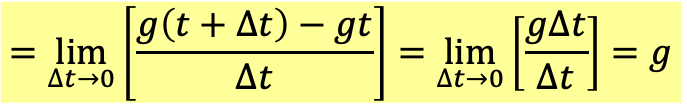 = lim_{Δt→0} [ (g(t + Δt) − gt) / Δt ] = lim_{Δt→0} [ gΔt / Δt ] = g